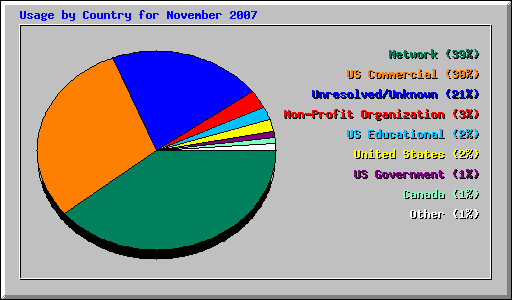 Usage by Country for November 2007
Network (39%)
US Commercial (30%)
Unresolved/Unknown (21%)
Non-Profit Organization (3%)
US Educational (2%)
United States (2%)
US Government (1%)
Canada (1%)
Other (1%)